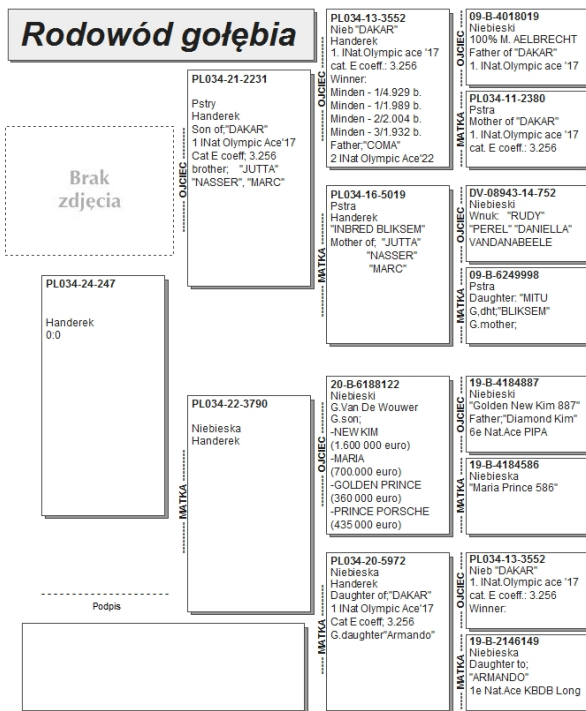 Rodowód gołębia
Brak
zdjęcia
PL034-24-247
Handerek
0:0
Podpis
OJCIEC
PL034-21-2231
Pstry
Handerek
Son of;"DAKAR"
1 INat Olympic Ace'17
Cat E coeff; 3.256
brother; "JUTTA"
"NASSER", "MARC"
MATKA
PL034-22-3790
Niebieska
Handerek
OJCIEC
PL034-13-3552
Nieb "DAKAR"
Handerek
1. INat.Olympic ace '17
cat. E coeff.: 3.256
Winner:
Minden - 1/4.929 b.
Minden - 1/1.989 b.
Minden - 2/2.004 b.
Minden - 3/1.932 b.
Father;"COMA"
2 INat Olympic Ace'22
MATKA
PL034-16-5019
Pstra
Handerek
"INBRED BLIKSEM"
Mother of; "JUTTA"
"NASSER"
"MARC"
OJCIEC
20-B-6188122
Niebieski
G.Van De Wouwer
G.son;
-NEW KIM
(1.600 000 euro)
-MARIA
(700.000 euro)
-GOLDEN PRINCE
(360 000 euro)
-PRINCE PORSCHE
(435 000 euro)
MATKA
PL034-20-5972
Niebieska
Handerek
Daughter of;"DAKAR"
1 INat Olympic Ace'17
Cat E coeff; 3.256
G.daughter"Armando"
OJCIEC
09-B-4018019
Niebieski
100% M. AELBRECHT
Father of "DAKAR"
1. INat.Olympic ace '17
MATKA
PL034-11-2380
Pstra
Mother of "DAKAR"
1. INat.Olympic ace '17
cat. E coeff.: 3.256
OJCIEC
DV-08943-14-752
Niebieski
Wnuk: "RUDY"
"PEREL" "DANIELLA"
VANDANABEELE
MATKA
09-B-6249998
Pstra
Daughter: "MITU
G,dht;"BLIKSEM"
G.mother;
OJCIEC
19-B-4184887
Niebieski
"Golden New Kim 887"
Father;"Diamond Kim"
6e Nat.Ace PIPA
MATKA
19-B-4184586
Niebieska
"Maria Prince 586"
OJCIEC
PL034-13-3552
Nieb "DAKAR"
1. INat.Olympic ace '17
cat. E coeff.: 3.256
Winner:
MATKA
19-B-2146149
Niebieska
Daughter to;
"ARMANDO"
1e Nat.Ace KBDB Long